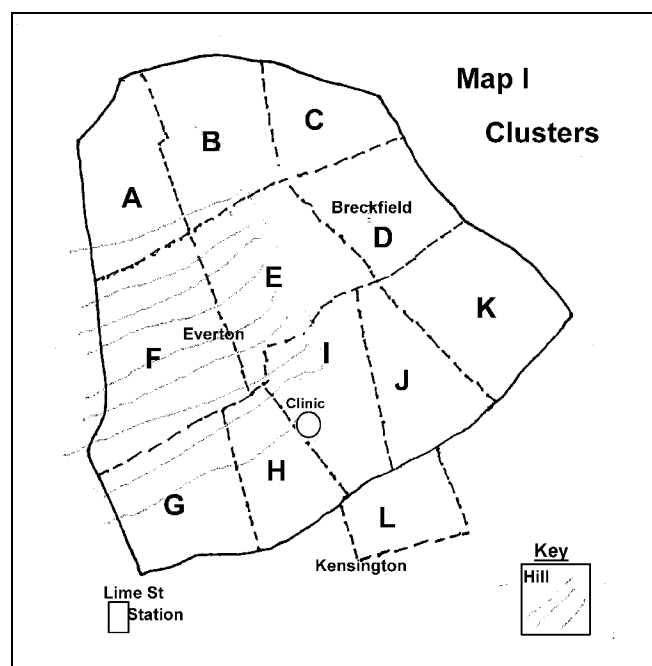 Map I
Clusters
A
B
C
Breckfield
D
E
K
Everton
F
I
J
Clinic
G
H
L
Kensington
Lime St
Station
Key
Hill